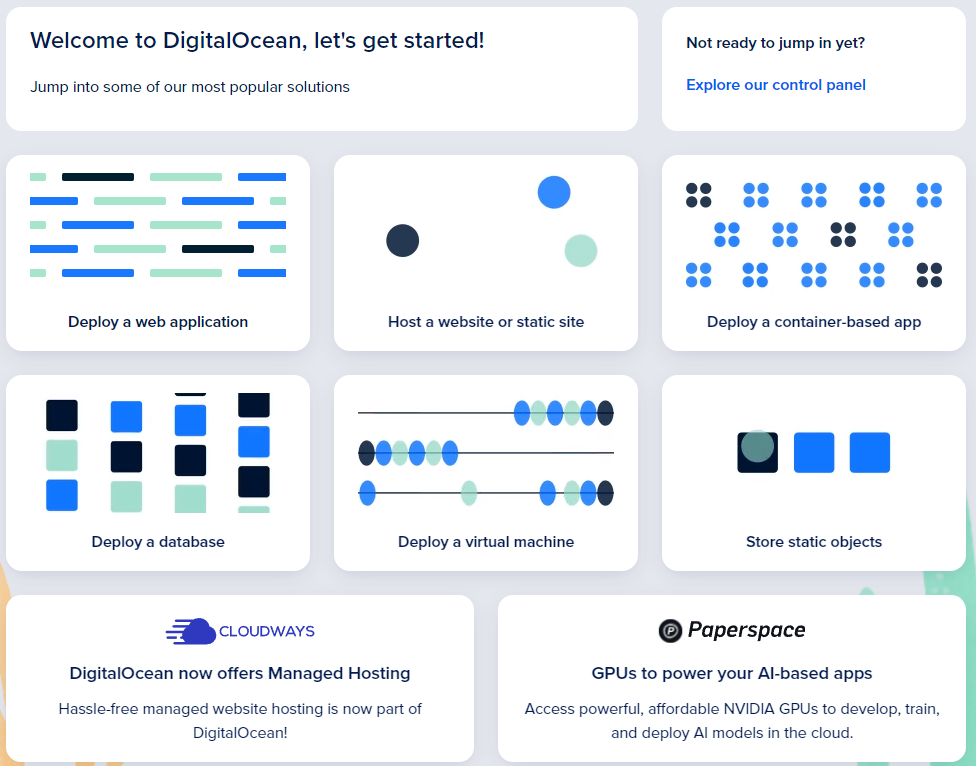 Welcome to DigitalOcean, let's get started!
Jump into some of our most popular solutions
Not ready to jump in yet?
Explore our control panel
Deploy a web application
Host a website or static site
Deploy a container-based app
Deploy a database
Deploy a virtual machine
Store static objects
CLOUDWAYS
DigitalOcean now offers Managed Hosting
Hassle-free managed website hosting is now part of
DigitalOcean!
P Paperspace
GPUs to power your AI-based apps
Access powerful, affordable NVIDIA GPUs to develop, train,
and deploy AI models in the cloud.